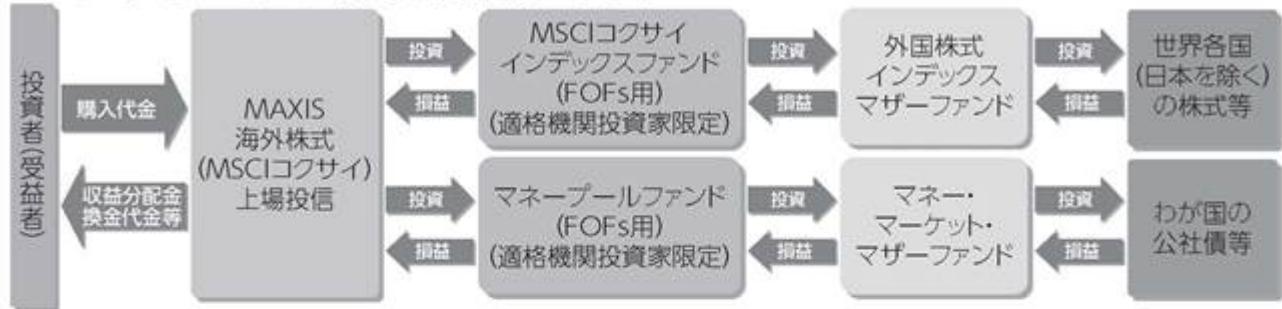 投資者(受益者)
購入代金
収益分配金
換金代金等
MAXIS
海外株式
(MSCIコクサイ)
上場投信
投資
損益
MSCIコクサイ
インデックスファンド
(FOFs用)
(適格機関投資家限定)
投資
損益
外国株式
インデックス
マザーファンド
投資
損益
世界各国
(日本を除く)
の株式等
投資
損益
マネープールファンド
(FOFs用)
(適格機関投資家限定)
投資
損益
マネー・
マーケット・
マザーファンド
投資
損益
わが国の
公社債等